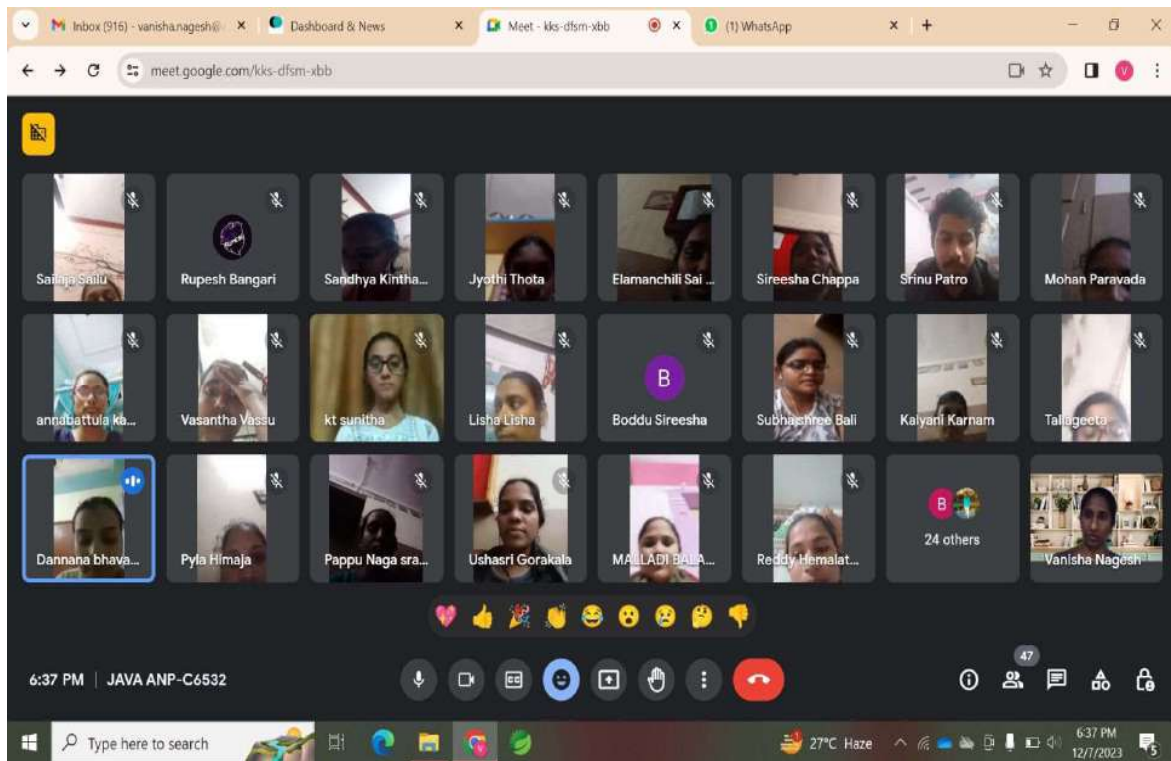 Inbox (916) - vanisha.nagesh@
Dashboard & News
Meet - kks-dfsm-xbb
(1) WhatsApp
meet.google.com/kks-dfsm-xbb
V
Sailaja Sailu
Rupesh Bangari
Sandhya Kintha...
Jyothi Thota
Elamanchili Sai ...
Sireesha Chappa
Srinu Patro
Mohan Paravada
annabattula ka...
Vasantha Vassu
kt sunitha
Lisha Lisha
B
Boddu Sireesha
Subhashree Bali
Kalyani Karnam
Tallageeta
Dannana bhava...
Pyla Himaja
Pappu Naga sra...
Ushasri Gorakala
MALLADI BALA...
Reddy Hemalat...
B
24 others
Vanisha Nagesh
6:37 PM | JAVA ANP-C6532
CC
47
Type here to search
27°C Haze
6:37 PM
12/7/2023
5